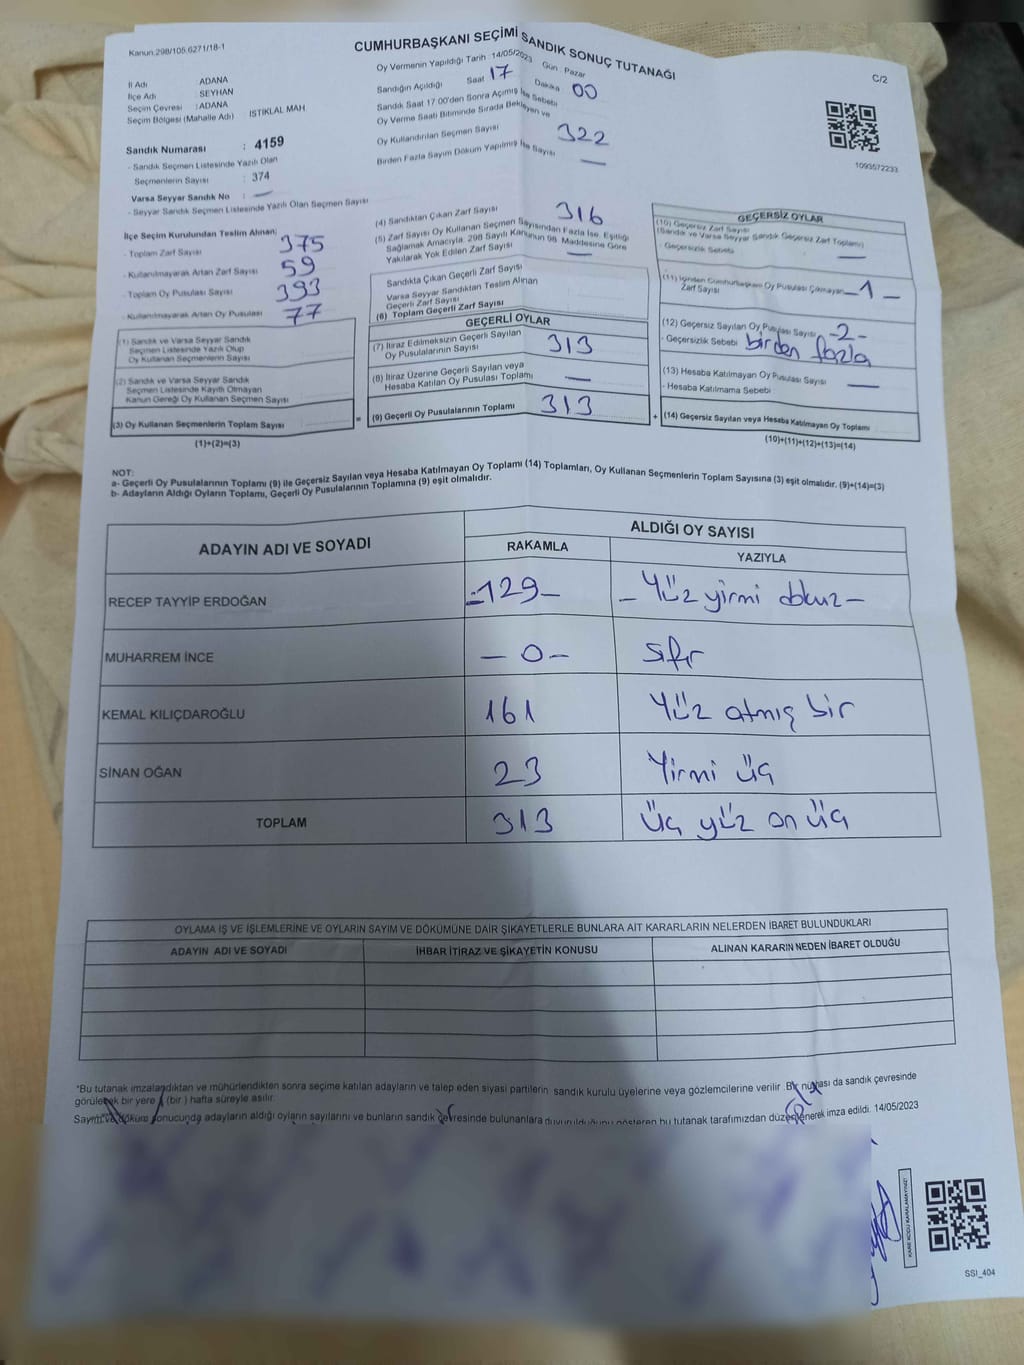 Kanun.298/105.6271/18-1
CUMHURBAŞKANI SEÇİMİ SANDIK SONUÇ TUTANAĞI
C/2
İl Adı : ADANA
İlçe Adı : SEYHAN
Seçim Çevresi : ADANA
Seçim Bölgesi (Mahalle Adı) : ISTİKLAL MAH
Sandık Numarası : 4159
- Sandık Seçmen Listesinde Yazılı Olan
Seçmenlerin Sayısı : 374
Varsa Seyyar Sandık No : —
- Seyyar Sandık Seçmen Listesinde Yazılı Olan Seçmen Sayısı
Oy Vermenin Yapıldığı Tarih 14/05/2023 Gün : Pazar
Sandığın Açıldığı Saat 17 Dakika 00
Sandık Saat 17.00'den Sonra Açımış İse Sebebi
Oy Verme Saati Bitiminde Sırada Bekleyen ve
Oy Kullandırılan Seçmen Sayısı 322
Birden Fazla Sayım Döküm Yapılmış İse Sayısı —
1093572233
İlçe Seçim Kurulundan Teslim Alınan;
- Toplam Zarf Sayısı 375
- Kullanılmayarak Artan Zarf Sayısı 59
- Toplam Oy Pusulası Sayısı 393
- Kullanılmayarak Artan Oy Pusulası 77
(1) Sandık ve Varsa Seyyar Sandık
Seçmen Listesinde Yazılı Olup
Oy Kullanan Seçmenlerin Sayısı
(2) Sandık ve Varsa Seyyar Sandık
Seçmen Listesinde Kayıtlı Olmayan
Kanun Gereği Oy Kullanan Seçmen Sayısı
(3) Oy Kullanan Seçmenlerin Toplam Sayısı
(1)+(2)=(3)
(4) Sandıktan Çıkan Zarf Sayısı 316
(5) Zarf Sayısı Oy Kullanan Seçmen Sayısından Fazla İse, Eşitliği
Sağlamak Amacıyla, 298 Sayılı Kanunun 98. Maddesine Göre
Yakılarak Yok Edilen Zarf Sayısı —
Sandıkta Çıkan Geçerli Zarf Sayısı
Varsa Seyyar Sandıktan Teslim Alınan
Geçerli Zarf Sayısı
(6) Toplam Geçerli Zarf Sayısı
GEÇERLİ OYLAR
(7) İtiraz Edilmeksizin Geçerli Sayılan
Oy Pusulalarının Sayısı 313
(8) İtiraz Üzerine Geçerli Sayılan veya
Hesaba Katılan Oy Pusulası Toplamı —
= (9) Geçerli Oy Pusulalarının Toplamı 313
GEÇERSİZ OYLAR
(10) Geçersiz Zarf Sayısı
(Sandık ve Varsa Seyyar Sandık Geçersiz Zarf Toplamı)
- Geçersizlik Sebebi —
(11) İçinden Cumhurbaşkanı Oy Pusulası Çıkmayan
Zarf Sayısı —1—
(12) Geçersiz Sayılan Oy Pusulası Sayısı -2-
- Geçersizlik Sebebi birden fazla
(13) Hesaba Katılmayan Oy Pusulası Sayısı —
- Hesaba Katılmama Sebebi
+ (14) Geçersiz Sayılan veya Hesaba Katılmayan Oy Toplamı
(10)+(11)+(12)+(13)=(14)
NOT:
a- Geçerli Oy Pusulalarının Toplamı (9) ile Geçersiz Sayılan veya Hesaba Katılmayan Oy Toplamı (14) Toplamları, Oy Kullanan Seçmenlerin Toplam Sayısına (3) eşit olmalıdır. (9)+(14)=(3)
b- Adayların Aldığı Oyların Toplamı, Geçerli Oy Pusulalarının Toplamına (9) eşit olmalıdır.
ADAYIN ADI VE SOYADI
ALDIĞI OY SAYISI
RAKAMLA YAZIYLA
RECEP TAYYİP ERDOĞAN -129- - Yüz yirmi dokuz -
MUHARREM İNCE - 0 - sıfır
KEMAL KILIÇDAROĞLU 161 Yüz atmış bir
SİNAN OĞAN 23 Yirmi üç
TOPLAM 313 Üç yüz on üç
OYLAMA İŞ VE İŞLEMLERİNE VE OYLARIN SAYIM VE DÖKÜMÜNE DAİR ŞİKAYETLERLE BUNLARA AİT KARARLARIN NELERDEN İBARET BULUNDUKLARI
ADAYIN ADI VE SOYADI İHBAR İTİRAZ VE ŞİKAYETİN KONUSU ALINAN KARARIN NEDEN İBARET OLDUĞU
*Bu tutanak imzalandıktan ve mühürlendikten sonra seçime katılan adayların ve talep eden siyasi partilerin sandık kurulu üyelerine veya gözlemcilerine verilir. Bir nüshası da sandık çevresinde
görülecek bir yere (bir) hafta süreyle asılır.
Sayım ve döküm sonucunda adayların aldığı oyların sayılarını ve bunların sandık çevresinde bulunanlara duyurulduğunu gösteren bu tutanak tarafımızdan düzenlenerek imza edildi. 14/05/2023
KARE KODU KARALAMAYINIZ!
SSI_404